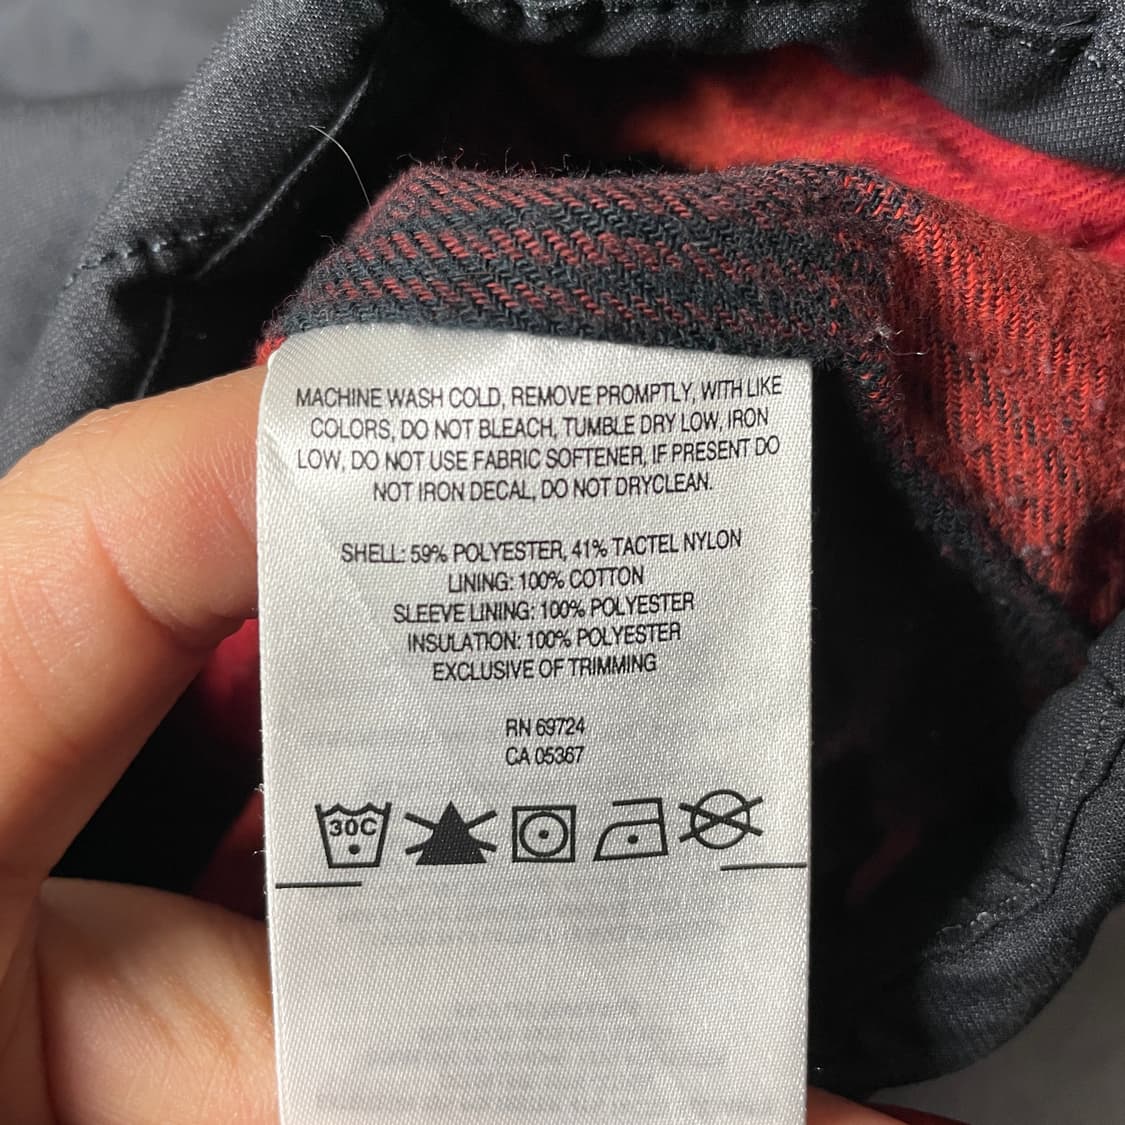 MACHINE WASH COLD, REMOVE PROMPTLY, WITH LIKE
COLORS, DO NOT BLEACH, TUMBLE DRY LOW, IRON
LOW, DO NOT USE FABRIC SOFTENER, IF PRESENT DO
NOT IRON DECAL, DO NOT DRYCLEAN.
SHELL: 59% POLYESTER, 41% TACTEL NYLON
LINING: 100% COTTON
SLEEVE LINING: 100% POLYESTER
INSULATION: 100% POLYESTER
EXCLUSIVE OF TRIMMING
RN 69724
CA 05367
30C